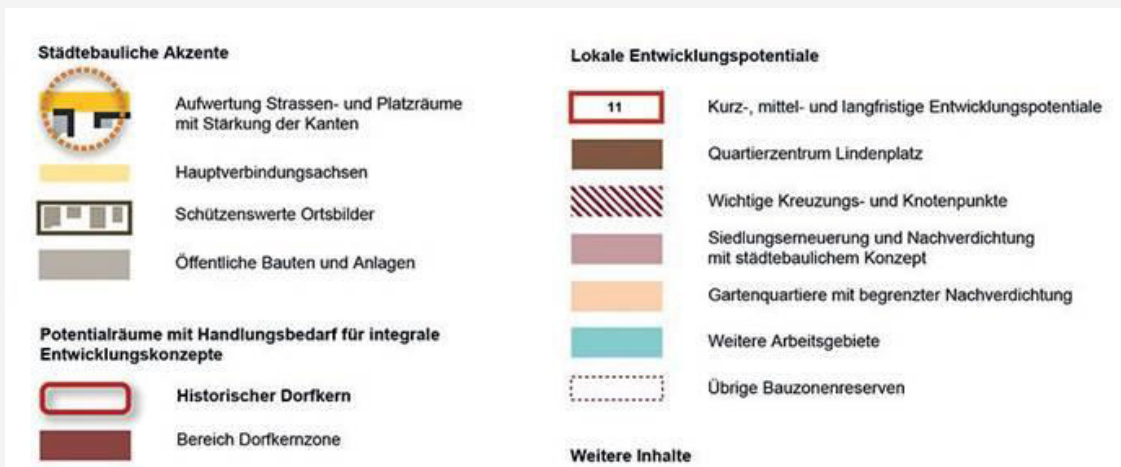 Städtebauliche Akzente
Aufwertung Strassen- und Platzräume
mit Stärkung der Kanten
Hauptverbindungsachsen
Schützenswerte Ortsbilder
Öffentliche Bauten und Anlagen
Potentialräume mit Handlungsbedarf für integrale
Entwicklungskonzepte
Historischer Dorfkern
Bereich Dorfkernzone
Lokale Entwicklungspotentiale
11
Kurz-, mittel- und langfristige Entwicklungspotentiale
Quartierzentrum Lindenplatz
Wichtige Kreuzungs- und Knotenpunkte
Siedlungserneuerung und Nachverdichtung
mit städtebaulichem Konzept
Gartenquartiere mit begrenzter Nachverdichtung
Weitere Arbeitsgebiete
Übrige Bauzonenreserven
Weitere Inhalte